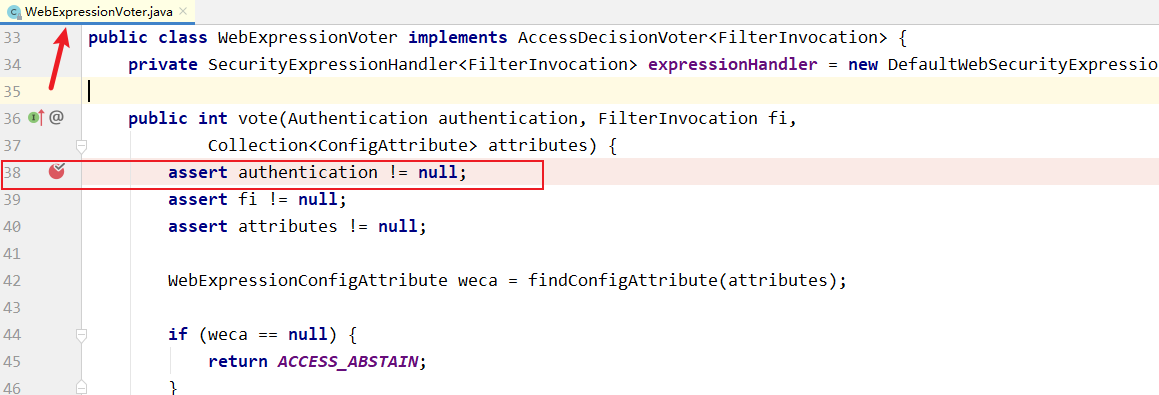 WebExpressionVoter.java
33 public class WebExpressionVoter implements AccessDecisionVoter<FilterInvocation> {
34 private SecurityExpressionHandler<FilterInvocation> expressionHandler = new DefaultWebSecurityExpressio
35
36 @ public int vote(Authentication authentication, FilterInvocation fi,
37 Collection<ConfigAttribute> attributes) {
38 assert authentication != null;
39 assert fi != null;
40 assert attributes != null;
41
42 WebExpressionConfigAttribute weca = findConfigAttribute(attributes);
43
44 if (weca == null) {
45 return ACCESS_ABSTAIN;
46 }